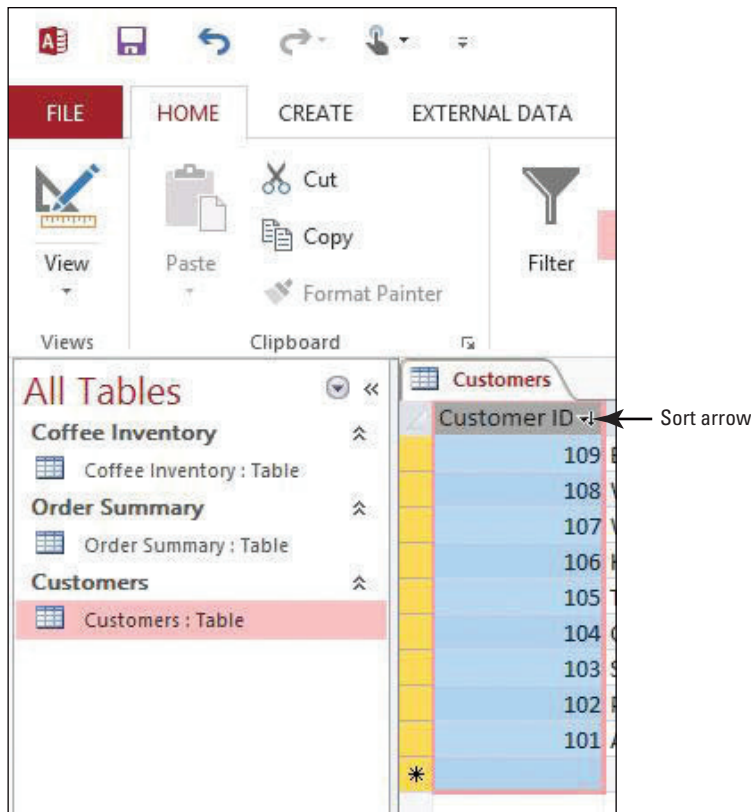 FILE HOME CREATE EXTERNAL DATA
View
Paste
Cut
Copy
Format Painter
Filter
Views
Clipboard
All Tables
Coffee Inventory
Coffee Inventory : Table
Order Summary
Order Summary : Table
Customers
Customers : Table
Customers
Customer ID
109
108
107
106
105
104
103
102
101
Sort arrow